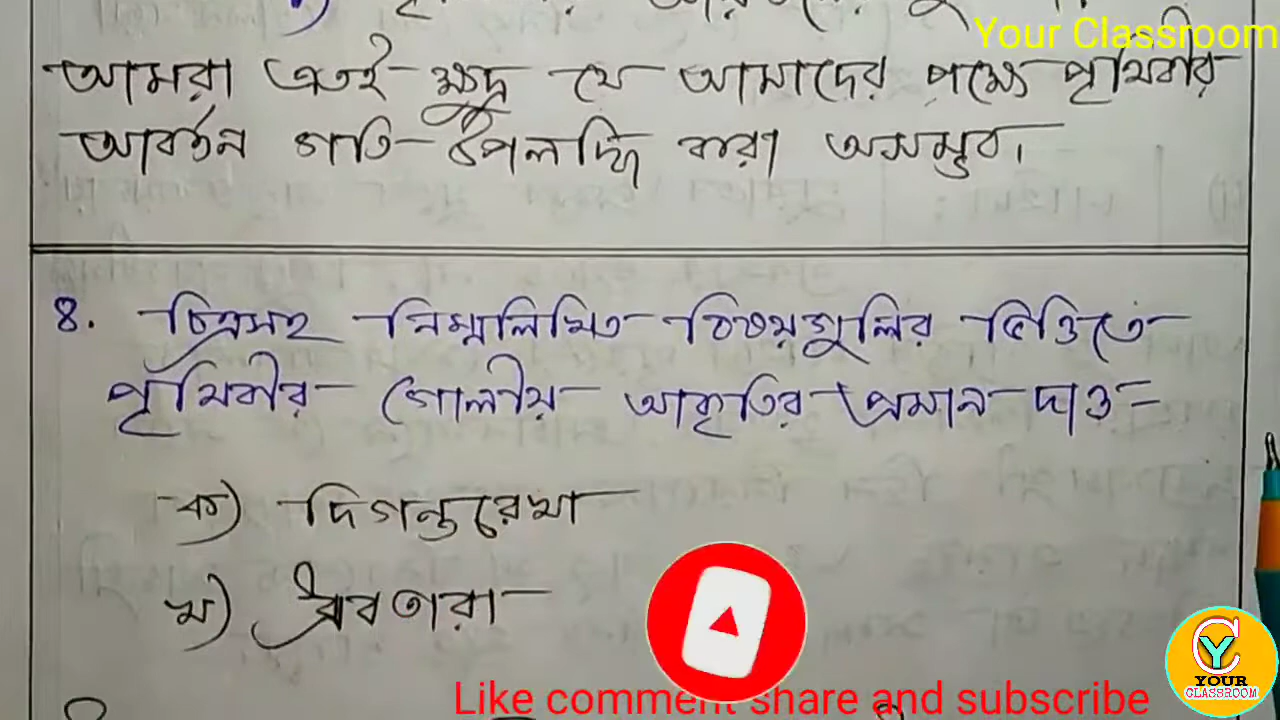 Your Classroom
আমরা এতই ক্ষুদ্র যে আমাদের পক্ষে পৃথিবীর
আবর্তন গতি উপলব্ধি করা অসম্ভব।
৪. চিত্রসহ নিম্নলিখিত বিষয়গুলির ভিত্তিতে
পৃথিবীর গোলীয় আকৃতির প্রমান দাও -
ক) দিগন্তরেখা
খ) ধ্রুবতারা
Like comment share and subscribe
YOUR
CLASSROOM